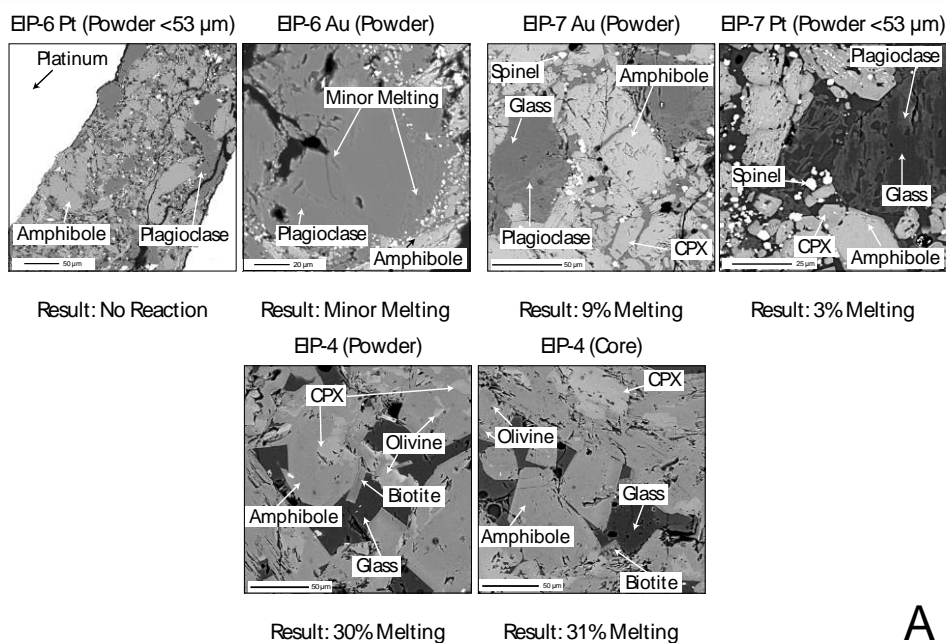 EIP-6 Pt (Powder <53 µm)
EIP-6 Au (Powder)
EIP-7 Au (Powder)
EIP-7 Pt (Powder <53 µm)
Platinum
Amphibole
Plagioclase
50 µm
Minor Melting
Plagioclase
Amphibole
20 µm
Spinel
Amphibole
Glass
Plagioclase
CPX
50 µm
Plagioclase
Spinel
Glass
CPX
Amphibole
25 µm
Result: No Reaction
Result: Minor Melting
Result: 9% Melting
Result: 3% Melting
EIP-4 (Powder)
EIP-4 (Core)
CPX
Olivine
Biotite
Amphibole
Glass
50 µm
CPX
Olivine
Glass
Amphibole
Biotite
50 µm
Result: 30% Melting
Result: 31% Melting
A